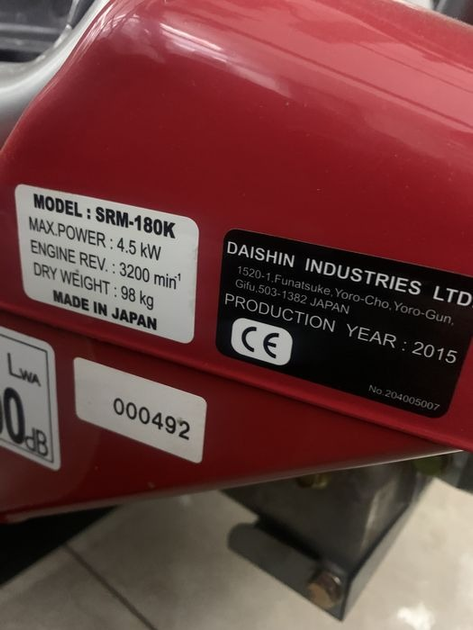 MODEL : SRM-180K
MAX.POWER : 4.5 kW
ENGINE REV. : 3200 min¹
DRY WEIGHT : 98 kg
MADE IN JAPAN
DAISHIN INDUSTRIES LTD
1520-1,Funatsuke,Yoro-Cho,Yoro-Gun,
Gifu,503-1382 JAPAN
PRODUCTION YEAR : 2015
CE
No.204005007
LWA
dB
000492